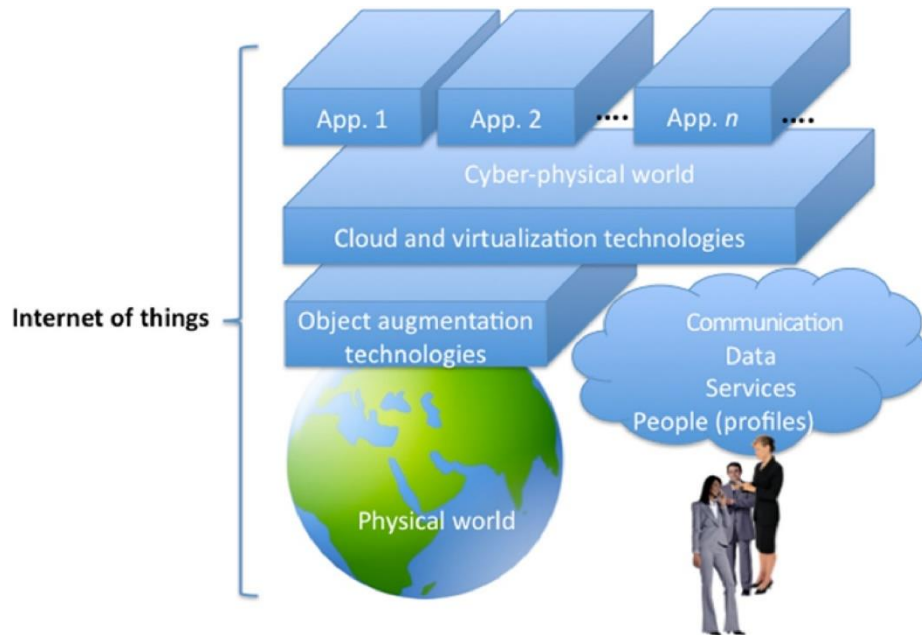 App. 1
App. 2
....
App. n
....
Cyber-physical world
Cloud and virtualization technologies
Internet of things
Object augmentation
technologies
Communication
Data
Services
People (profiles)
Physical world